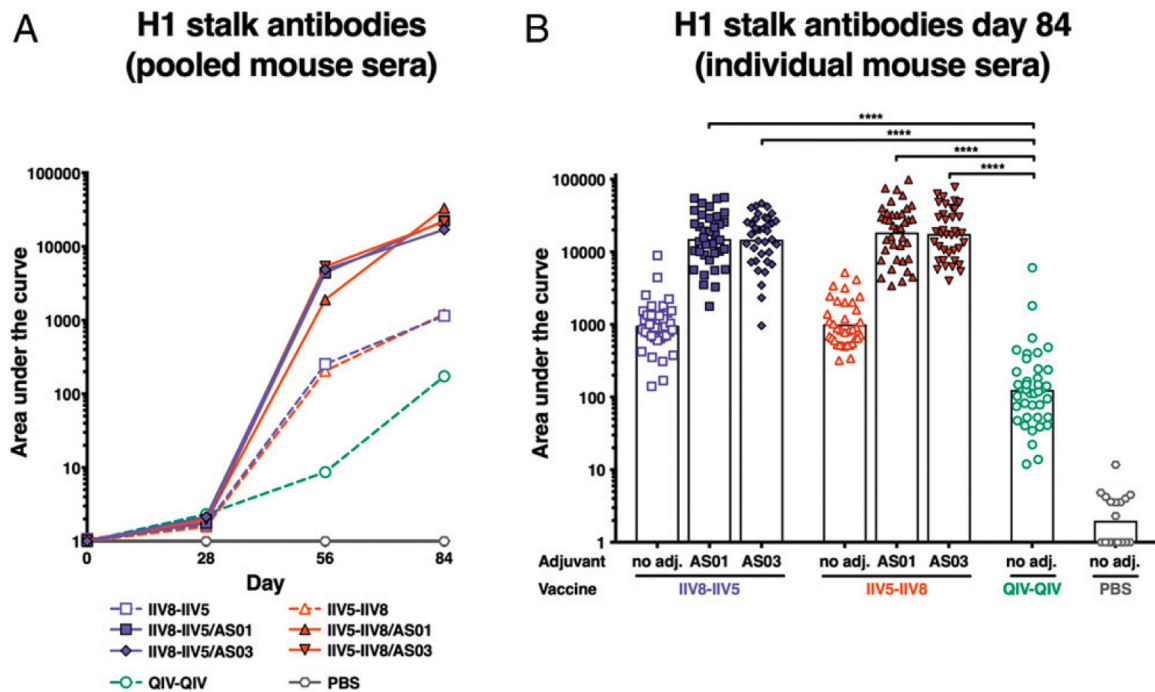 A
H1 stalk antibodies
(pooled mouse sera)
Area under the curve
100000
10000
1000
100
10
1
0 28 56 84
Day
IIV8-IIV5 IIV5-IIV8
IIV8-IIV5/AS01 IIV5-IIV8/AS01
IIV8-IIV5/AS03 IIV5-IIV8/AS03
QIV-QIV PBS
B
H1 stalk antibodies day 84
(individual mouse sera)
****
****
****
****
Area under the curve
100000
10000
1000
100
10
1
Adjuvant no adj. AS01 AS03 no adj. AS01 AS03 no adj. no adj.
Vaccine IIV8-IIV5 IIV5-IIV8 QIV-QIV PBS